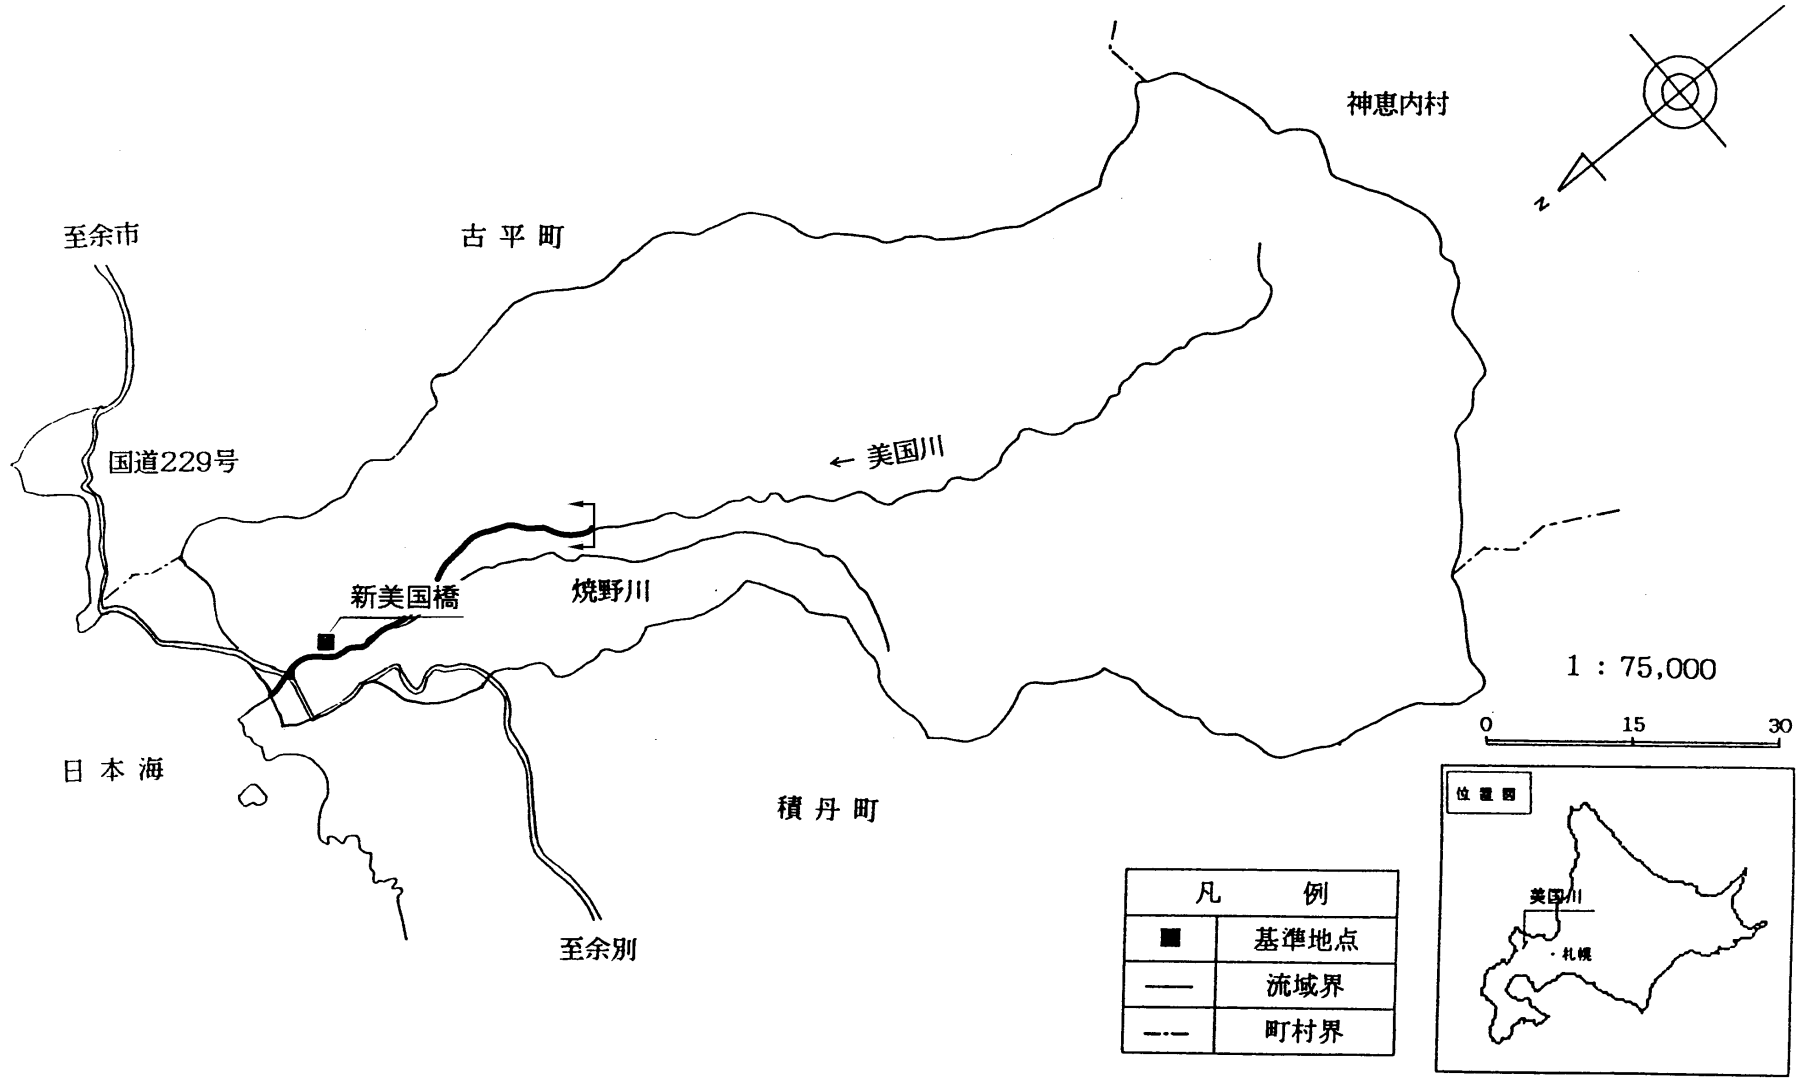 神恵内村
N
至余市
古平町
国道229号
← 美国川
焼野川
新美国橋
1 : 75,000
0 15 30
日本海
積丹町
至余別
位置図
美国川
札幌
凡 例
基準地点
流域界
町村界